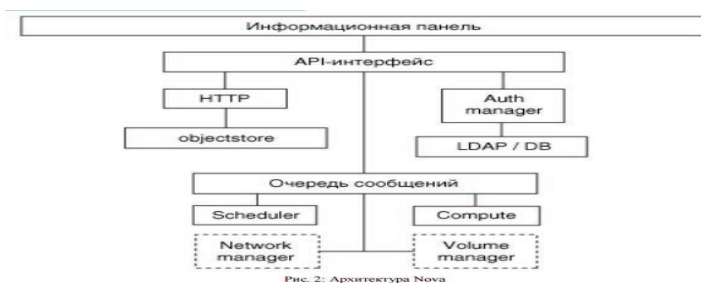 Информационная панель
API-интерфейс
HTTP
Auth
manager
objectstore
LDAP / DB
Очередь сообщений
Scheduler
Compute
Network
manager
Volume
manager
Рис. 2: Архитектура Nova